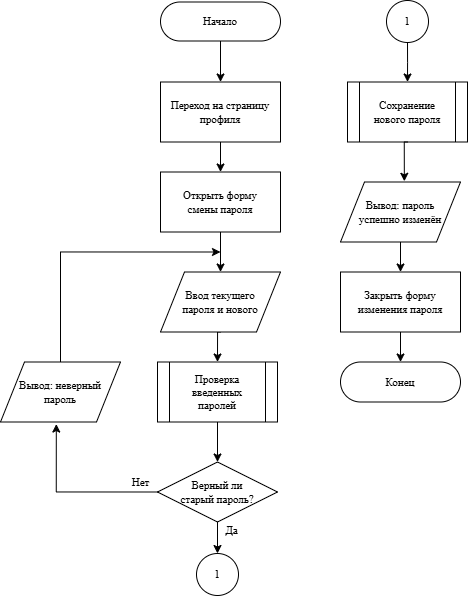 Начало
Переход на страницу
профиля
Открыть форму
смены пароля
Ввод текущего
пароля и нового
Проверка
введенных
паролей
Вывод: неверный
пароль
Верный ли
старый пароль?
Нет
Да
1
1
Сохранение
нового пароля
Вывод: пароль
успешно изменён
Закрыть форму
изменения пароля
Конец